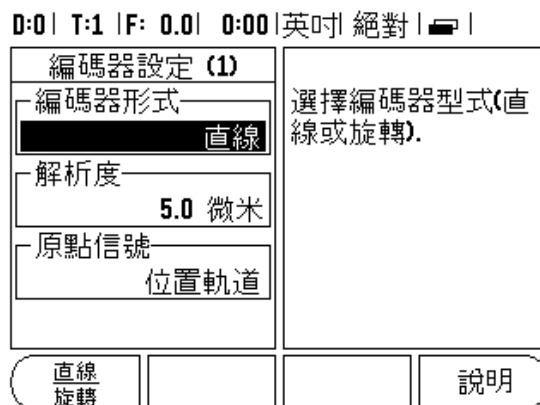 D:0| T:1 |F: 0.0| 0:00|英吋|絕對|
編碼器設定 (1)
編碼器形式
直線
解析度
5.0 微米
原點信號
位置軌道
選擇編碼器型式(直
線或旋轉).
直線
旋轉
說明